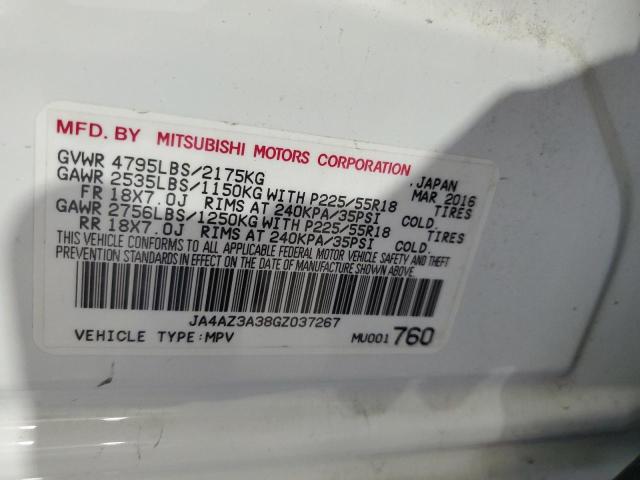 MFD. BY MITSUBISHI MOTORS CORPORATION
GVWR 4795LBS/2175KG JAPAN
GAWR 2535LBS/1150KG WITH P225/55R18 MAR 2016
FR 18X7.0J RIMS AT 240KPA/35PSI COLD. TIRES
GAWR 2756LBS/1250KG WITH P225/55R18 TIRES
RR 18X7.0J RIMS AT 240KPA/35PSI COLD.
THIS VEHICLE CONFORMS TO ALL APPLICABLE FEDERAL MOTOR VEHICLE SAFETY AND THEFT
PREVENTION STANDARDS IN EFFECT ON THE DATE OF MANUFACTURE SHOWN ABOVE.
JA4AZ3A38GZ037267
VEHICLE TYPE:MPV MU001760